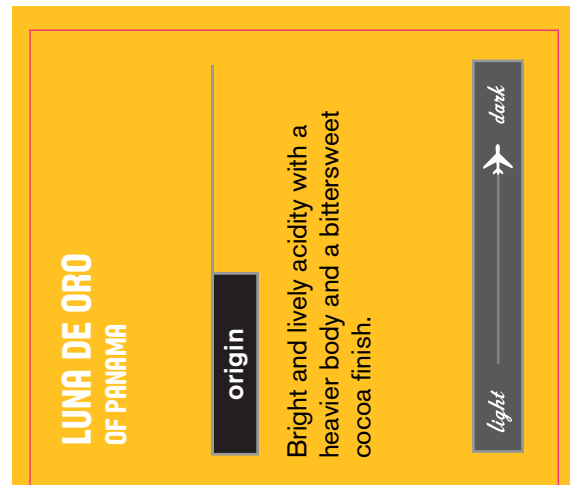 LUNA DE ORO
OF PANAMA
origin
Bright and lively acidity with a
heavier body and a bittersweet
cocoa finish.
light
dark